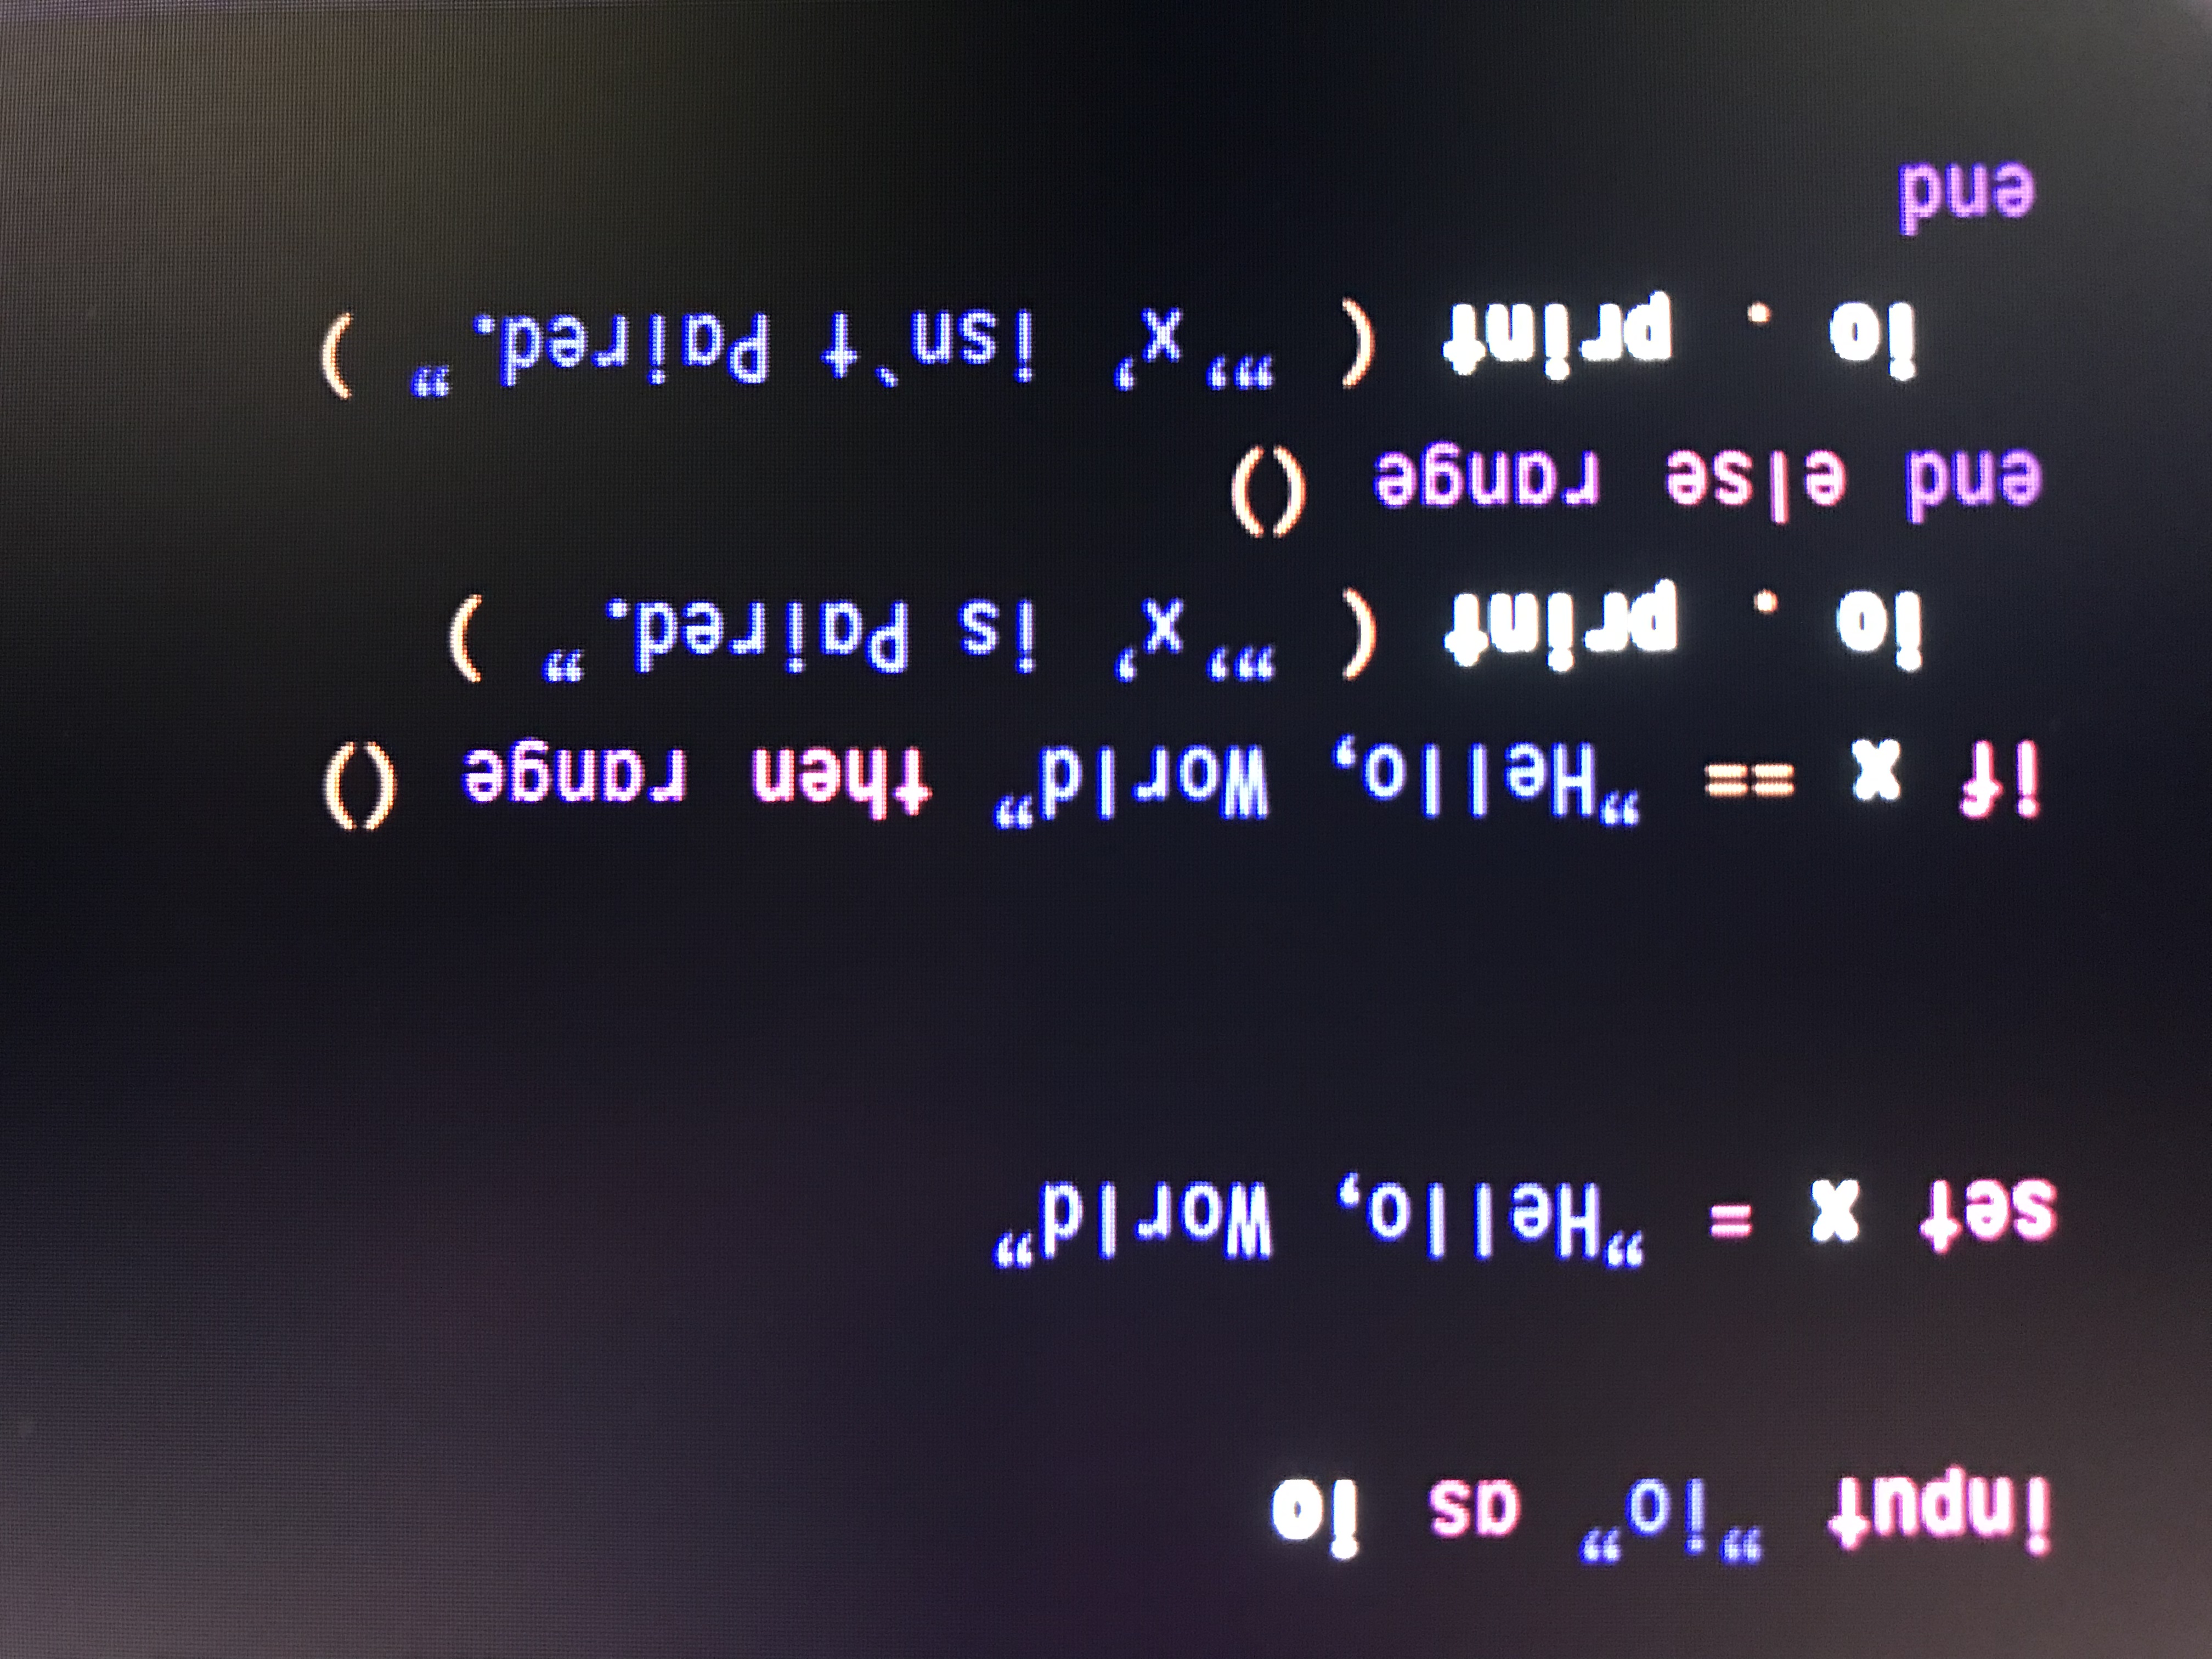 input ”io” as io
set x = ”Hello, World”
if x == ”Hello, World” then range ()
io . print ( ”’x’ is Paired.” )
end else range ()
io . print ( ”’x’ isn`t Paired.” )
end